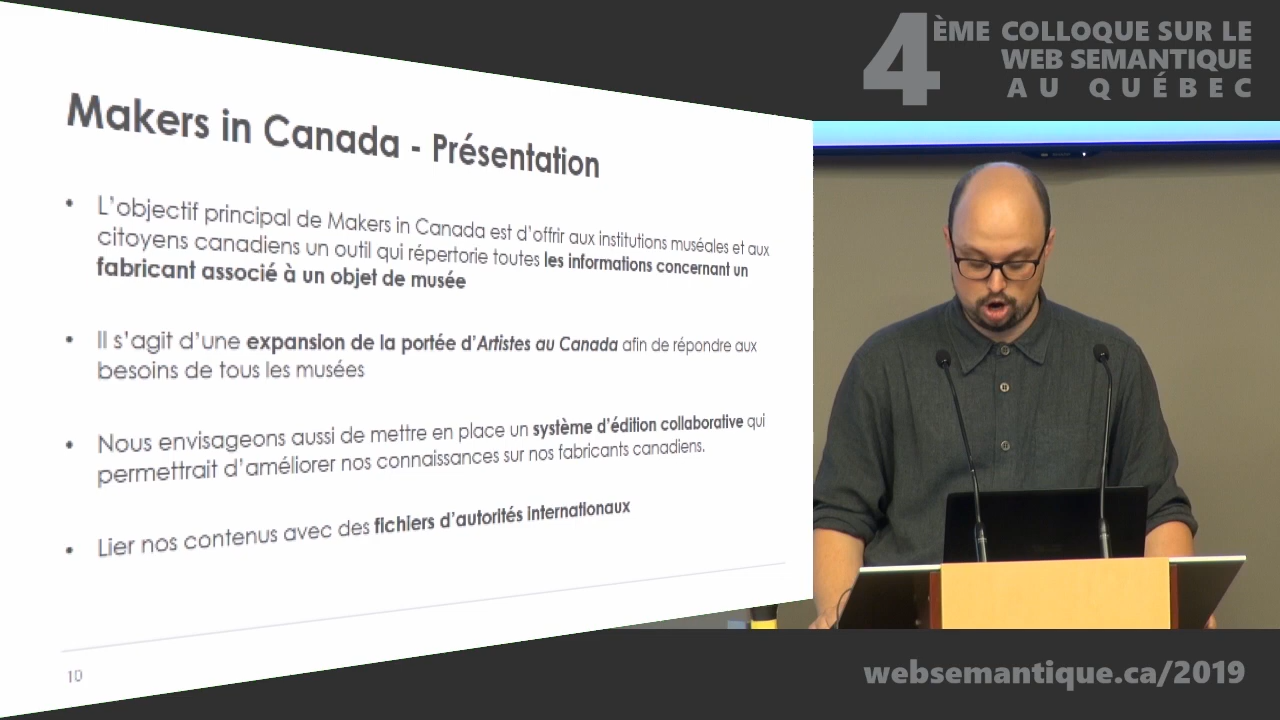 4ÈME COLLOQUE SUR LE
WEB SEMANTIQUE
AU QUÉBEC
Makers in Canada - Présentation
• L'objectif principal de Makers in Canada est d'offrir aux institutions muséales et aux
citoyens canadiens un outil qui répertorie toutes les informations concernant un
fabricant associé à un objet de musée
• Il s'agit d'une expansion de la portée d'Artistes au Canada afin de répondre aux
besoins de tous les musées
• Nous envisageons aussi de mettre en place un système d'édition collaborative qui
permettrait d'améliorer nos connaissances sur nos fabricants canadiens.
• Lier nos contenus avec des fichiers d'autorités internationaux
10
websemantique.ca/2019